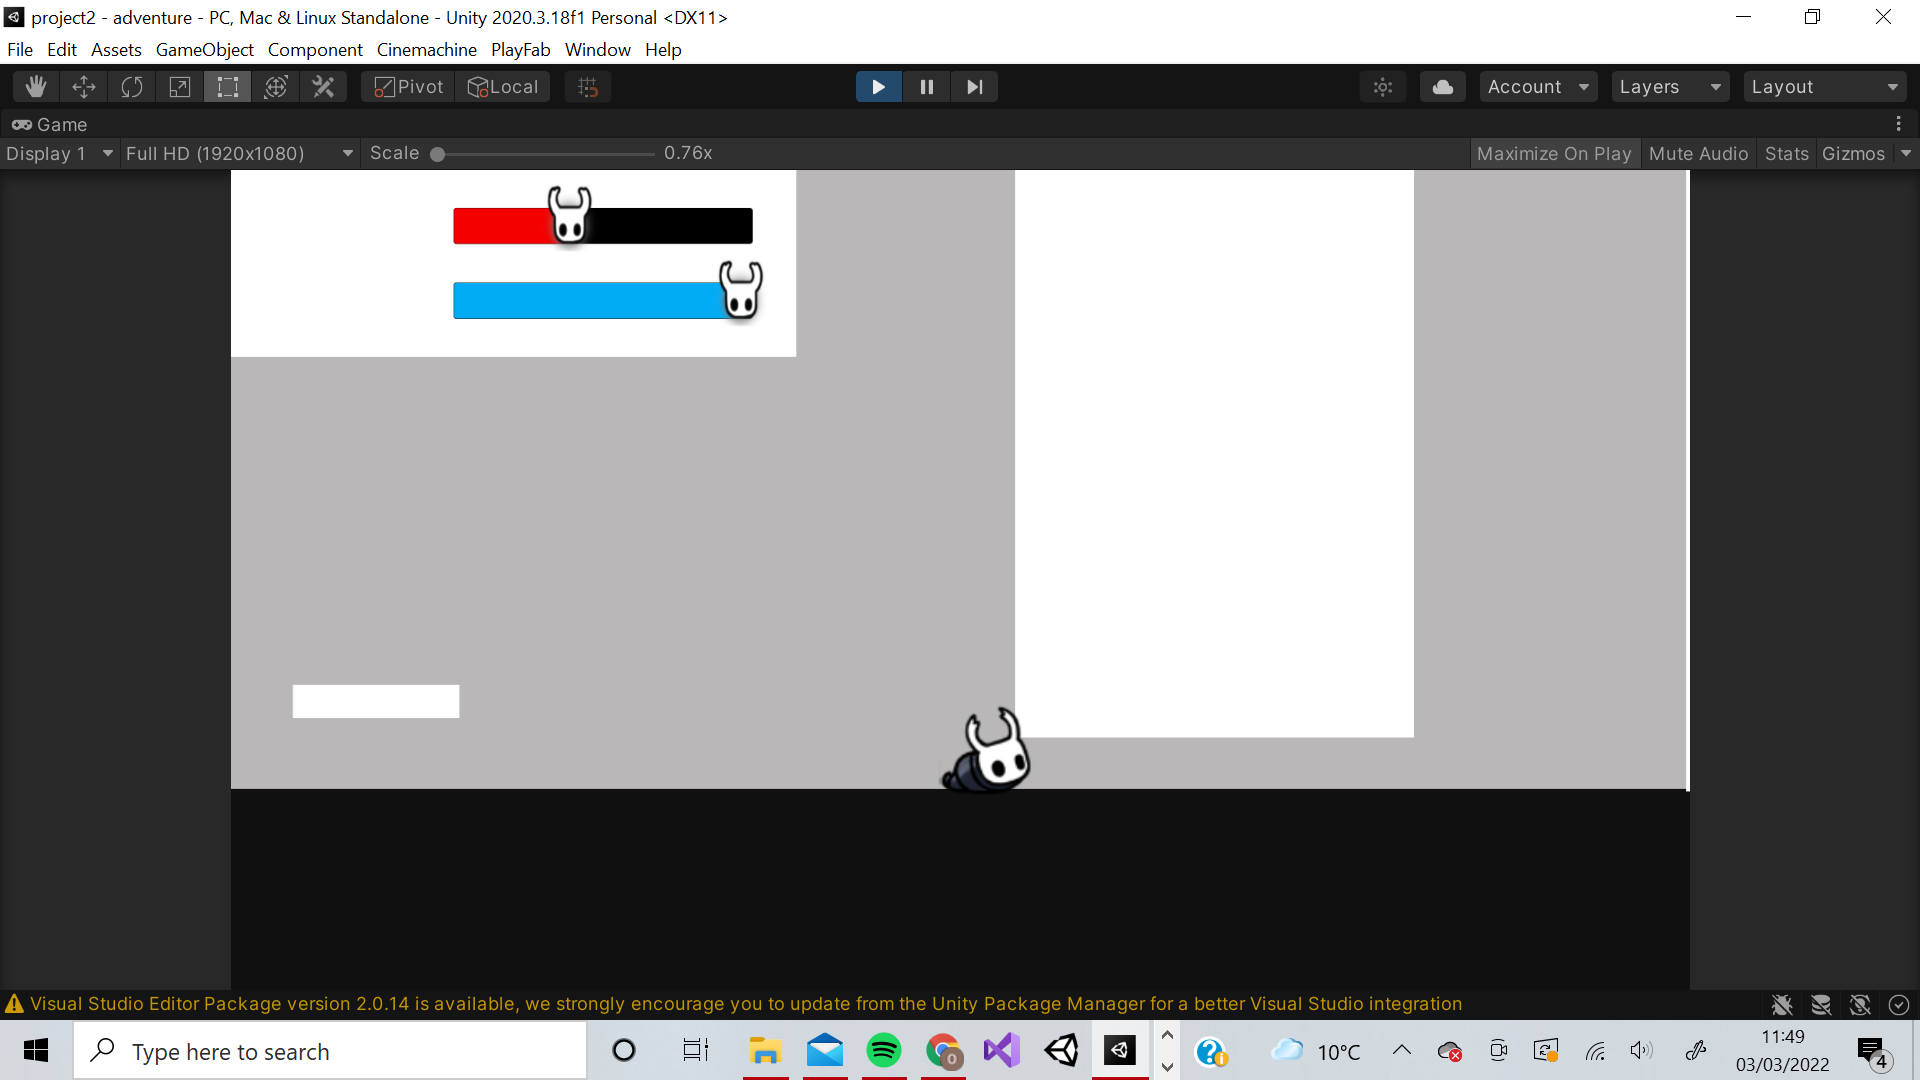 project2 - adventure - PC, Mac & Linux Standalone - Unity 2020.3.18f1 Personal <DX11>
File Edit Assets GameObject Component Cinemachine PlayFab Window Help
Pivot Local Account Layers Layout
Game
Display 1 Full HD (1920x1080) Scale 0.76x Maximize On Play Mute Audio Stats Gizmos
Visual Studio Editor Package version 2.0.14 is available, we strongly encourage you to update from the Unity Package Manager for a better Visual Studio integration
Type here to search 0 10°C 11:49
03/03/2022 4